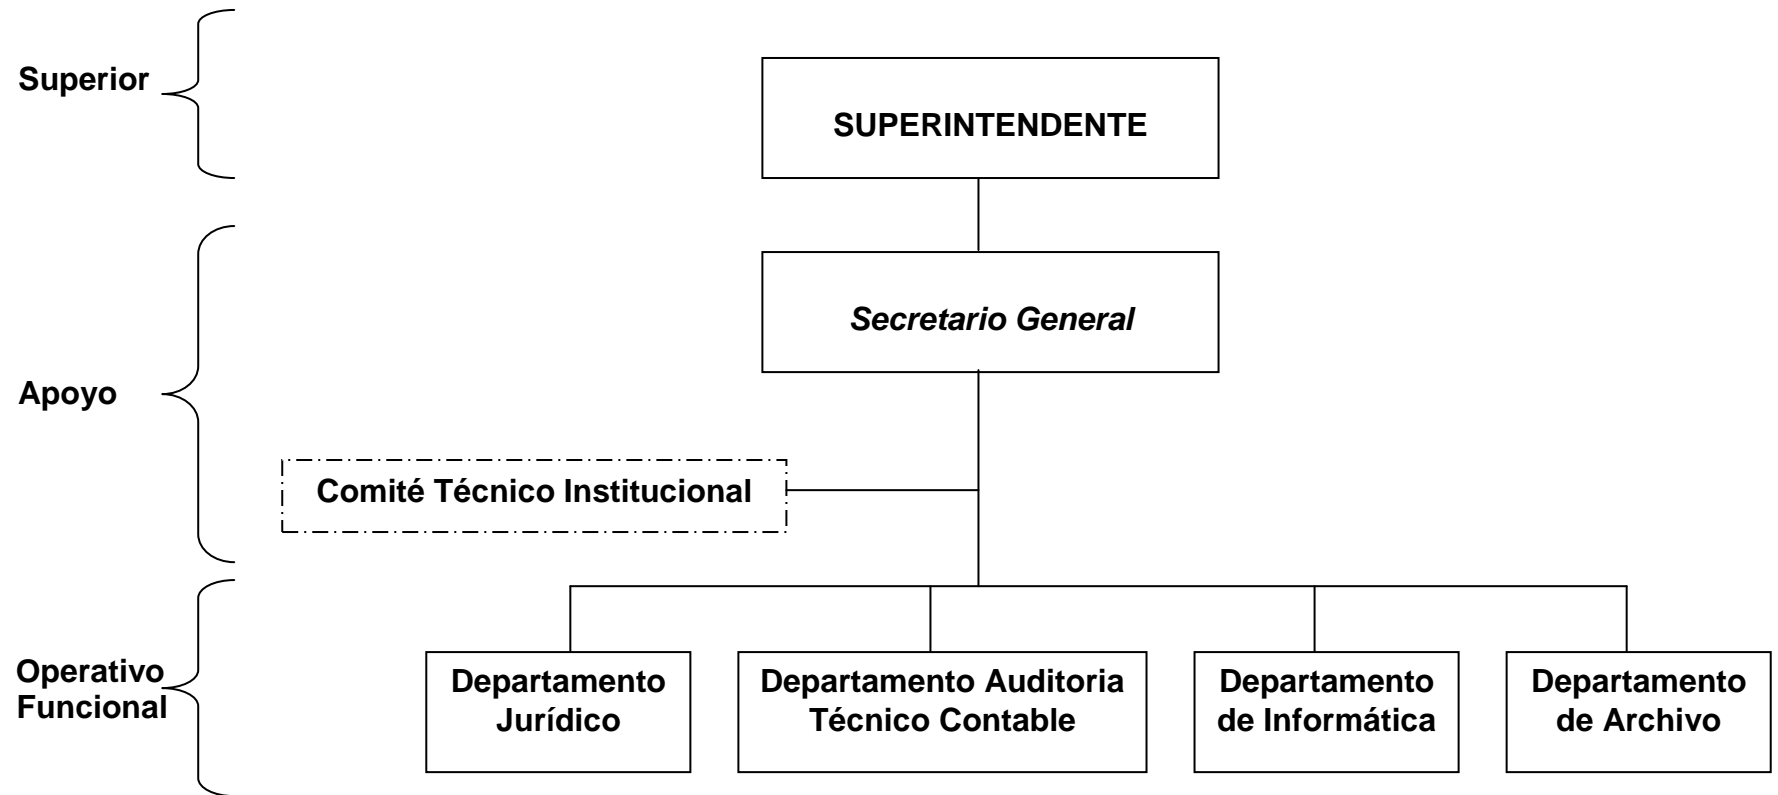 Superior
SUPERINTENDENTE
Secretario General
Apoyo
Comité Técnico Institucional
Operativo
Funcional
Departamento
Jurídico
Departamento Auditoria
Técnico Contable
Departamento
de Informática
Departamento
de Archivo